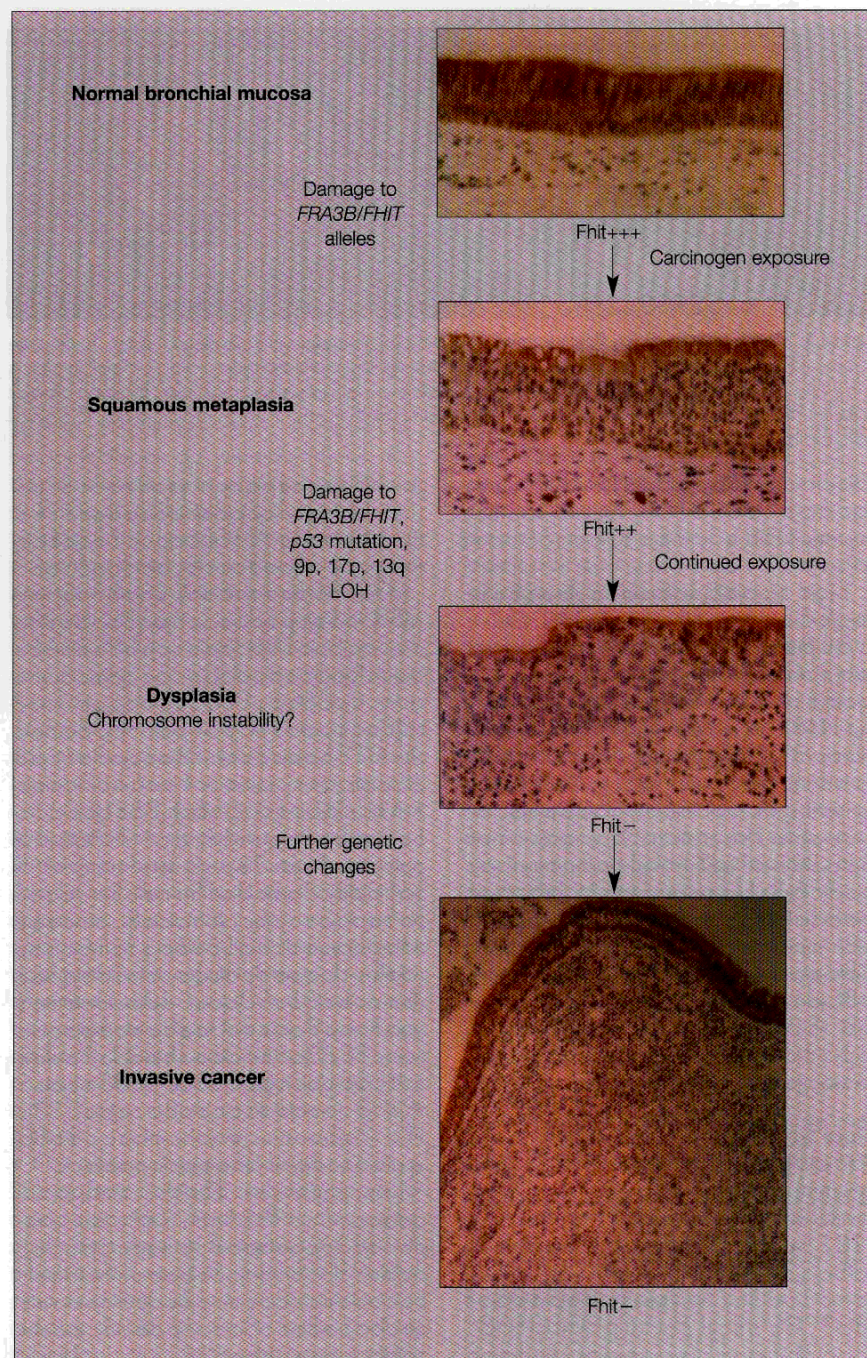 Normal bronchial mucosa
Damage to
FRA3B/FHIT
alleles
Fhit+++
Carcinogen exposure
Squamous metaplasia
Damage to
FRA3B/FHIT,
p53 mutation,
9p, 17p, 13q
LOH
Fhit++
Continued exposure
Dysplasia
Chromosome instability?
Fhit−
Further genetic
changes
Invasive cancer
Fhit−